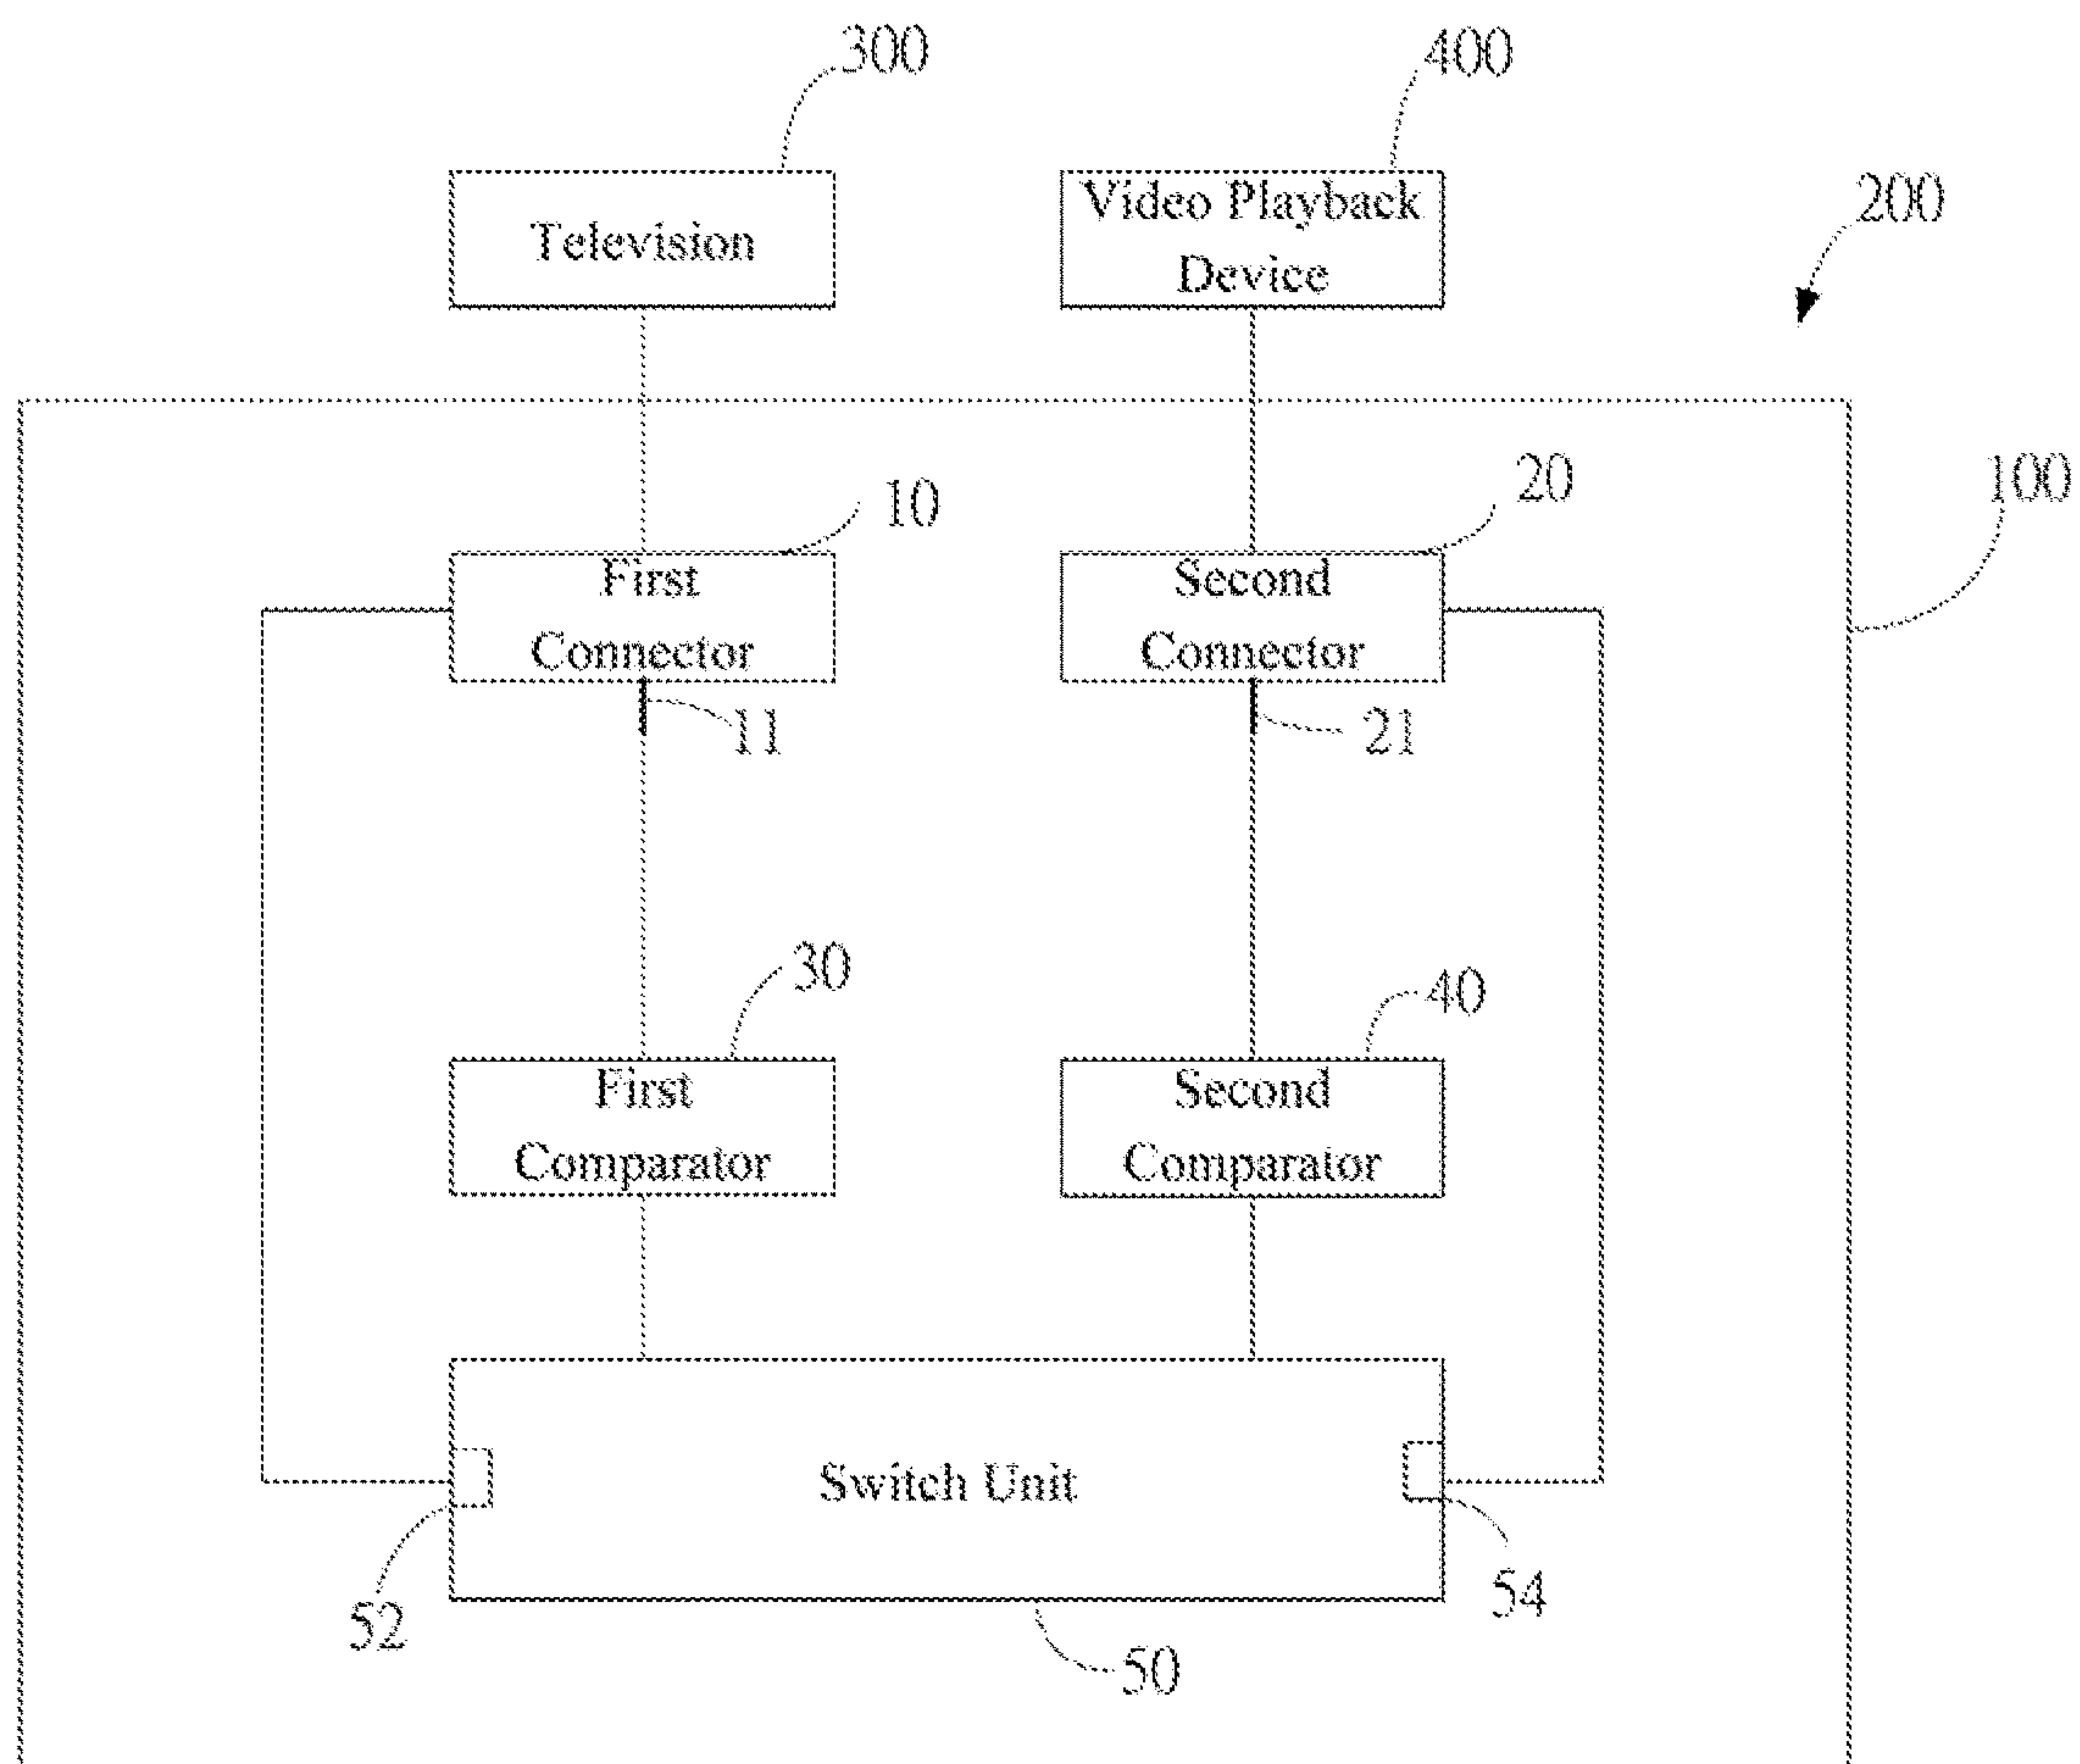 300
400
200
Television
Video Playback
Device
100
10
20
First
Connector
Second
Connector
11
21
30
40
First
Comparator
Second
Comparator
Switch Unit
52
54
50